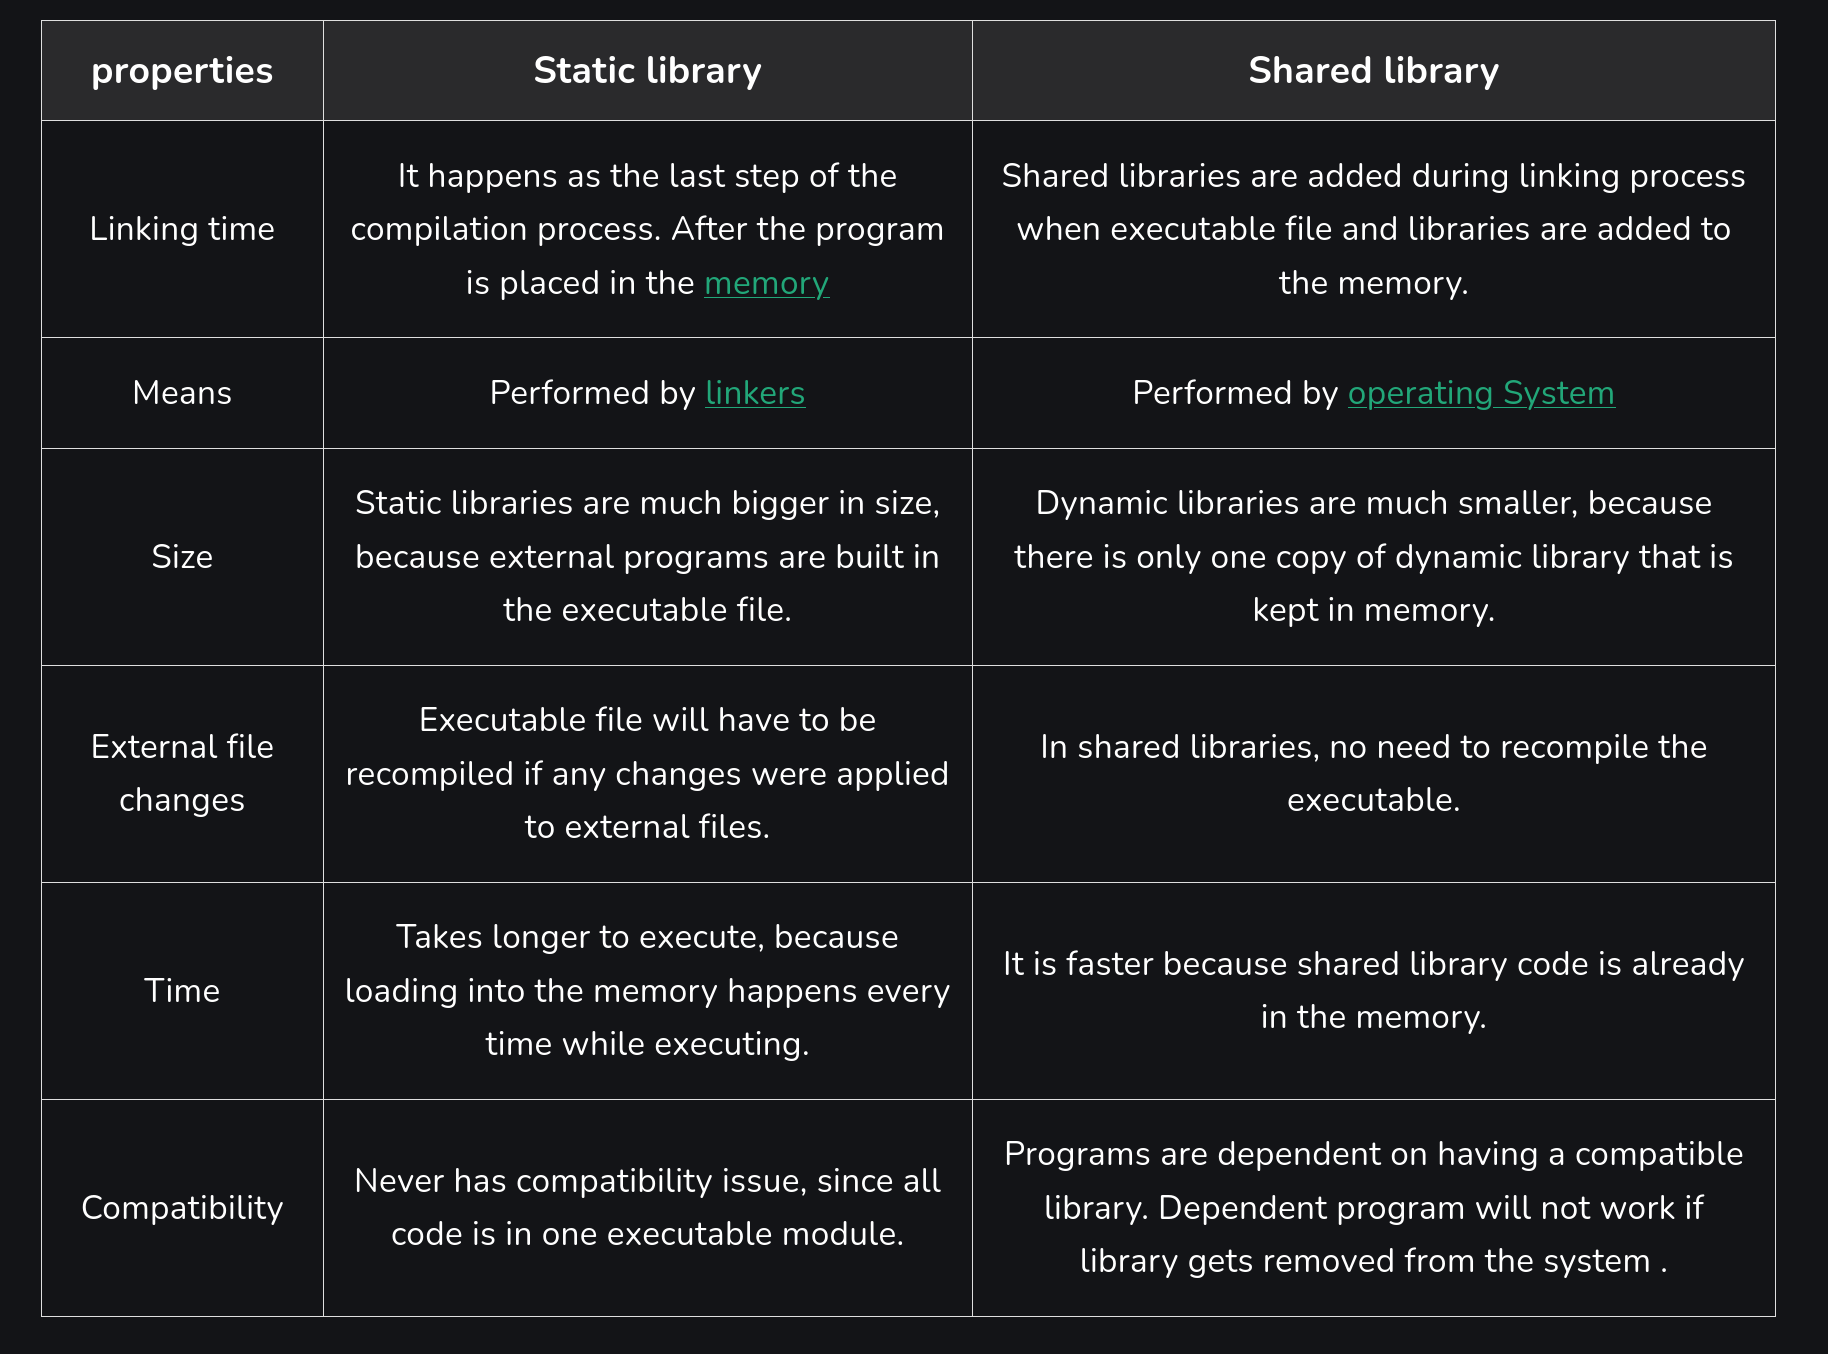 properties
Static library
Shared library
Linking time
It happens as the last step of the
compilation process. After the program
is placed in the memory
Shared libraries are added during linking process
when executable file and libraries are added to
the memory.
Means
Performed by linkers
Performed by operating System
Size
Static libraries are much bigger in size,
because external programs are built in
the executable file.
Dynamic libraries are much smaller, because
there is only one copy of dynamic library that is
kept in memory.
External file
changes
Executable file will have to be
recompiled if any changes were applied
to external files.
In shared libraries, no need to recompile the
executable.
Time
Takes longer to execute, because
loading into the memory happens every
time while executing.
It is faster because shared library code is already
in the memory.
Compatibility
Never has compatibility issue, since all
code is in one executable module.
Programs are dependent on having a compatible
library. Dependent program will not work if
library gets removed from the system .